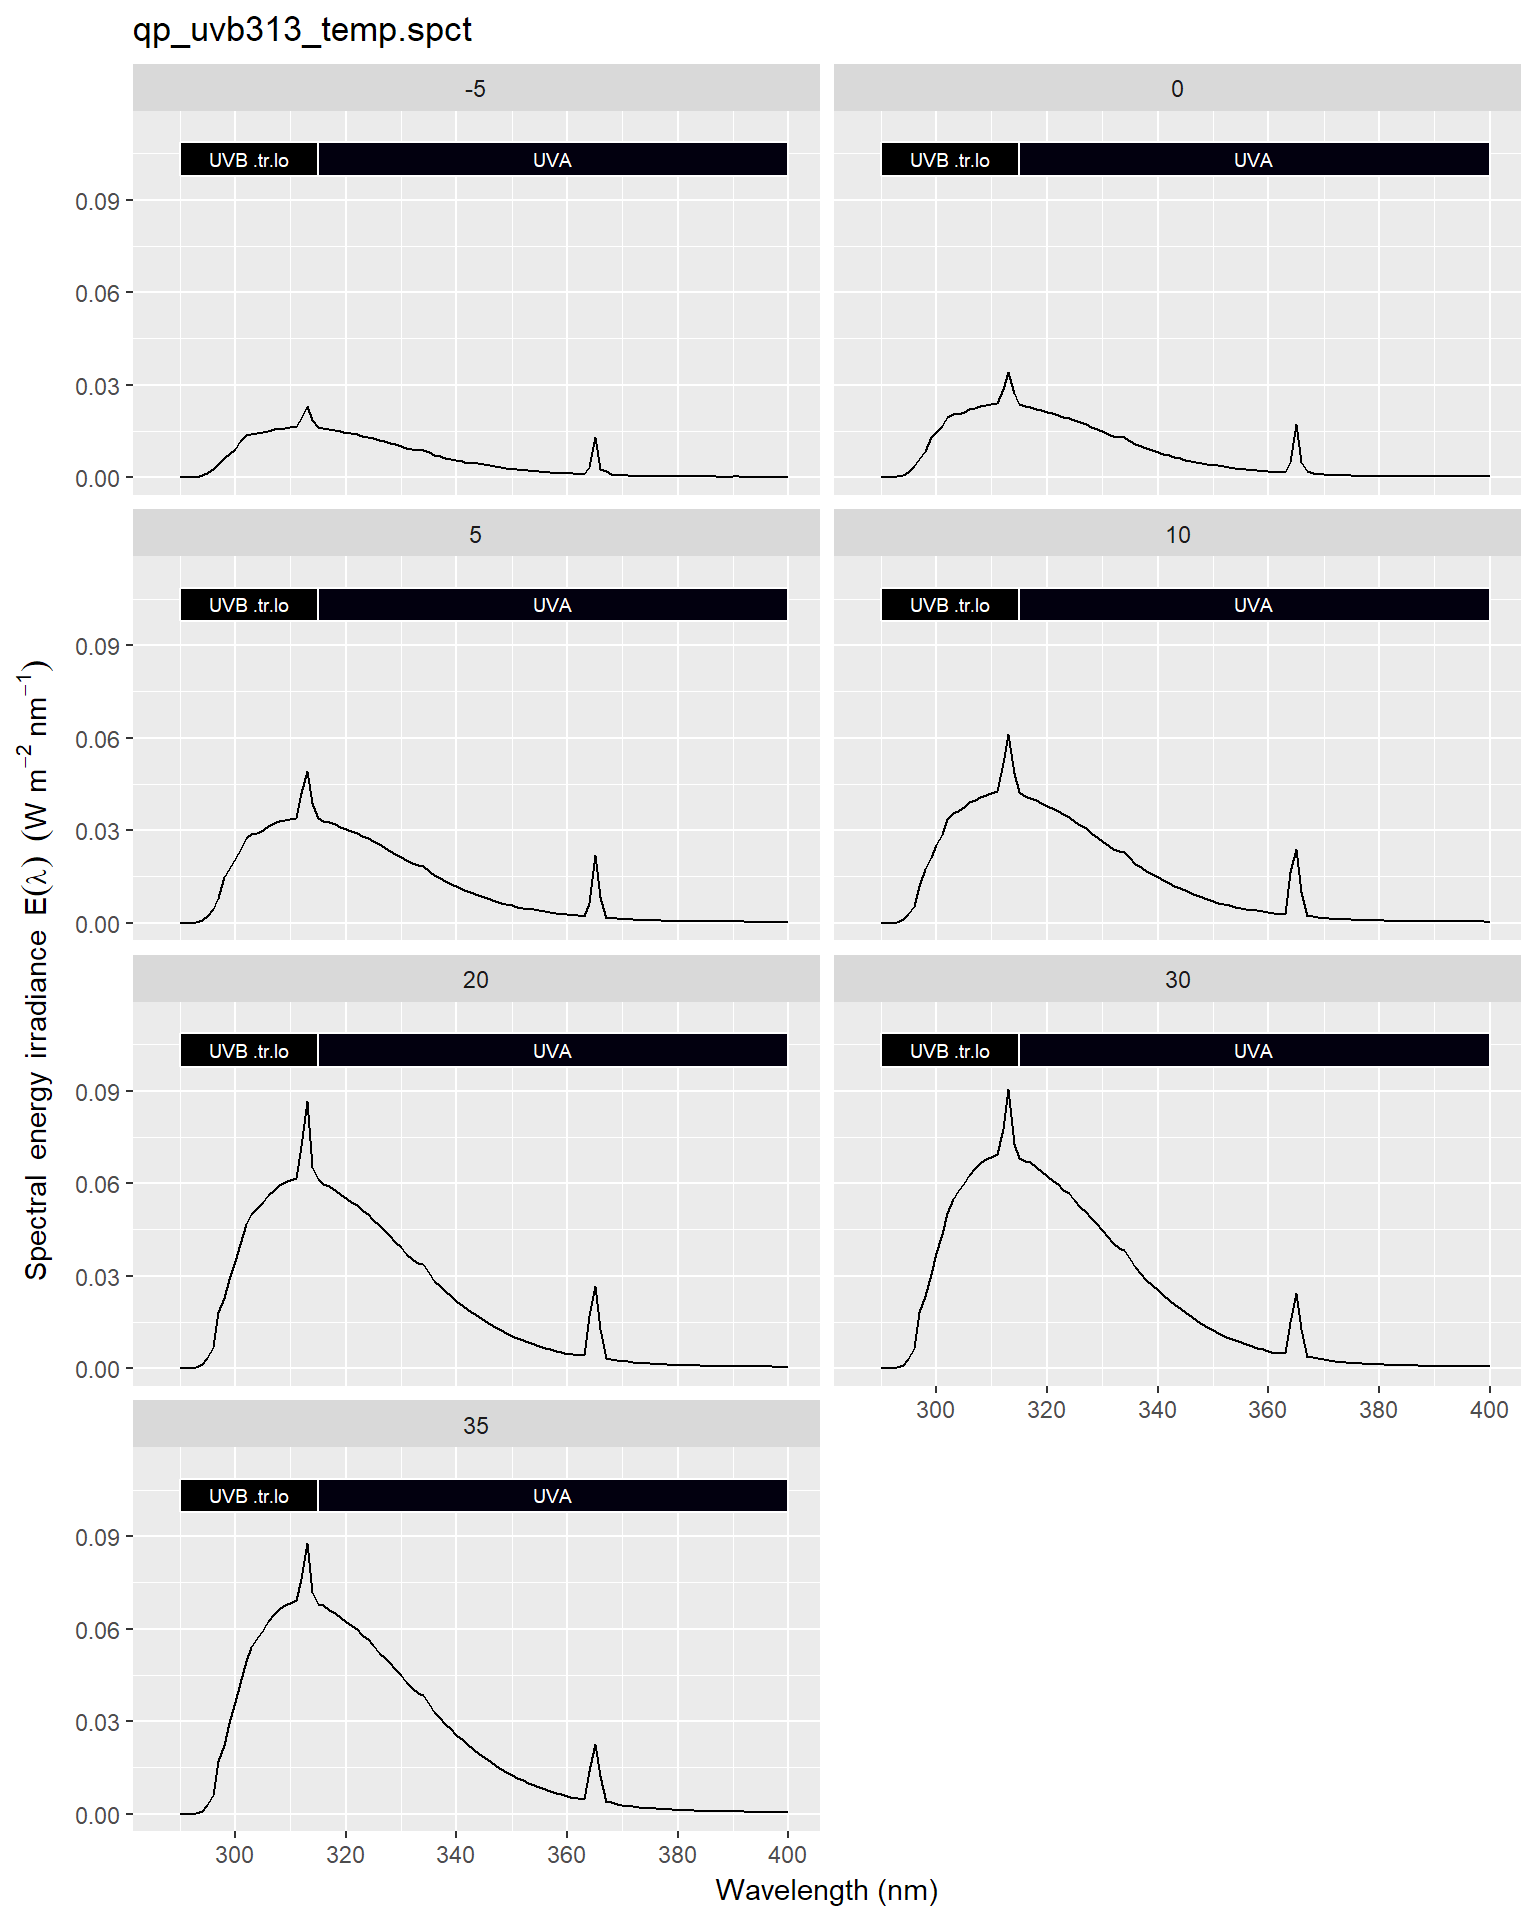 qp_uvb313_temp.spct
-5
0
UVB .tr.lo
UVA
UVB .tr.lo
UVA
0.09
0.06
0.03
0.00
5
10
UVB .tr.lo
UVA
UVB .tr.lo
UVA
0.09
0.06
0.03
0.00
20
30
UVB .tr.lo
UVA
UVB .tr.lo
UVA
0.09
0.06
0.03
0.00
300 320 340 360 380 400
35
UVB .tr.lo
UVA
0.09
0.06
0.03
0.00
300 320 340 360 380 400
Wavelength (nm)
Spectral energy irradiance E(λ) (W m⁻² nm⁻¹)